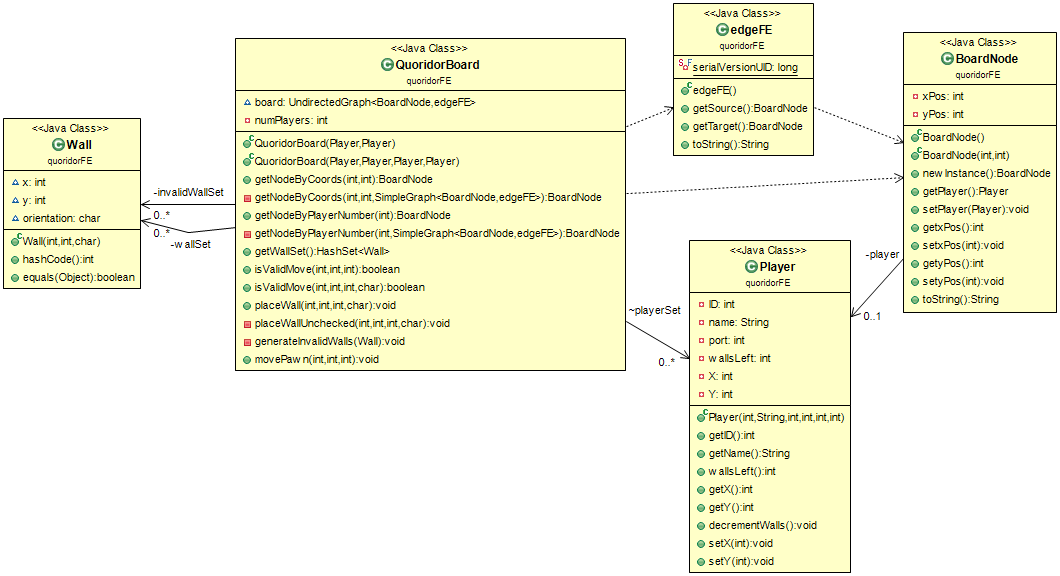 <<Java Class>>
Wall
quoridorFE
x: int
y: int
orientation: char
Wall(int,int,char)
hashCode():int
equals(Object):boolean
-invalidWallSet
0..*
0..*
-wallSet
<<Java Class>>
QuoridorBoard
quoridorFE
board: UndirectedGraph<BoardNode,edgeFE>
numPlayers: int
QuoridorBoard(Player,Player)
QuoridorBoard(Player,Player,Player,Player)
getNodeByCoords(int,int):BoardNode
getNodeByCoords(int,int,SimpleGraph<BoardNode,edgeFE>):BoardNode
getNodeByPlayerNumber(int):BoardNode
getNodeByPlayerNumber(int,SimpleGraph<BoardNode,edgeFE>):BoardNode
getWallSet():HashSet<Wall>
isValidMove(int,int,int):boolean
isValidMove(int,int,int,char):boolean
placeWall(int,int,int,char):void
placeWallUnchecked(int,int,int,char):void
generateInvalidWalls(Wall):void
movePawn(int,int,int):void
~playerSet
0..*
<<Java Class>>
edgeFE
quoridorFE
serialVersionUID: long
edgeFE()
getSource():BoardNode
getTarget():BoardNode
toString():String
<<Java Class>>
Player
quoridorFE
ID: int
name: String
port: int
wallsLeft: int
X: int
Y: int
Player(int,String,int,int,int,int)
getID():int
getName():String
wallsLeft():int
getX():int
getY():int
decrementWalls():void
setX(int):void
setY(int):void
-player
0..1
<<Java Class>>
BoardNode
quoridorFE
xPos: int
yPos: int
BoardNode()
BoardNode(int,int)
newInstance():BoardNode
getPlayer():Player
setPlayer(Player):void
getxPos():int
setxPos(int):void
getyPos():int
setyPos(int):void
toString():String